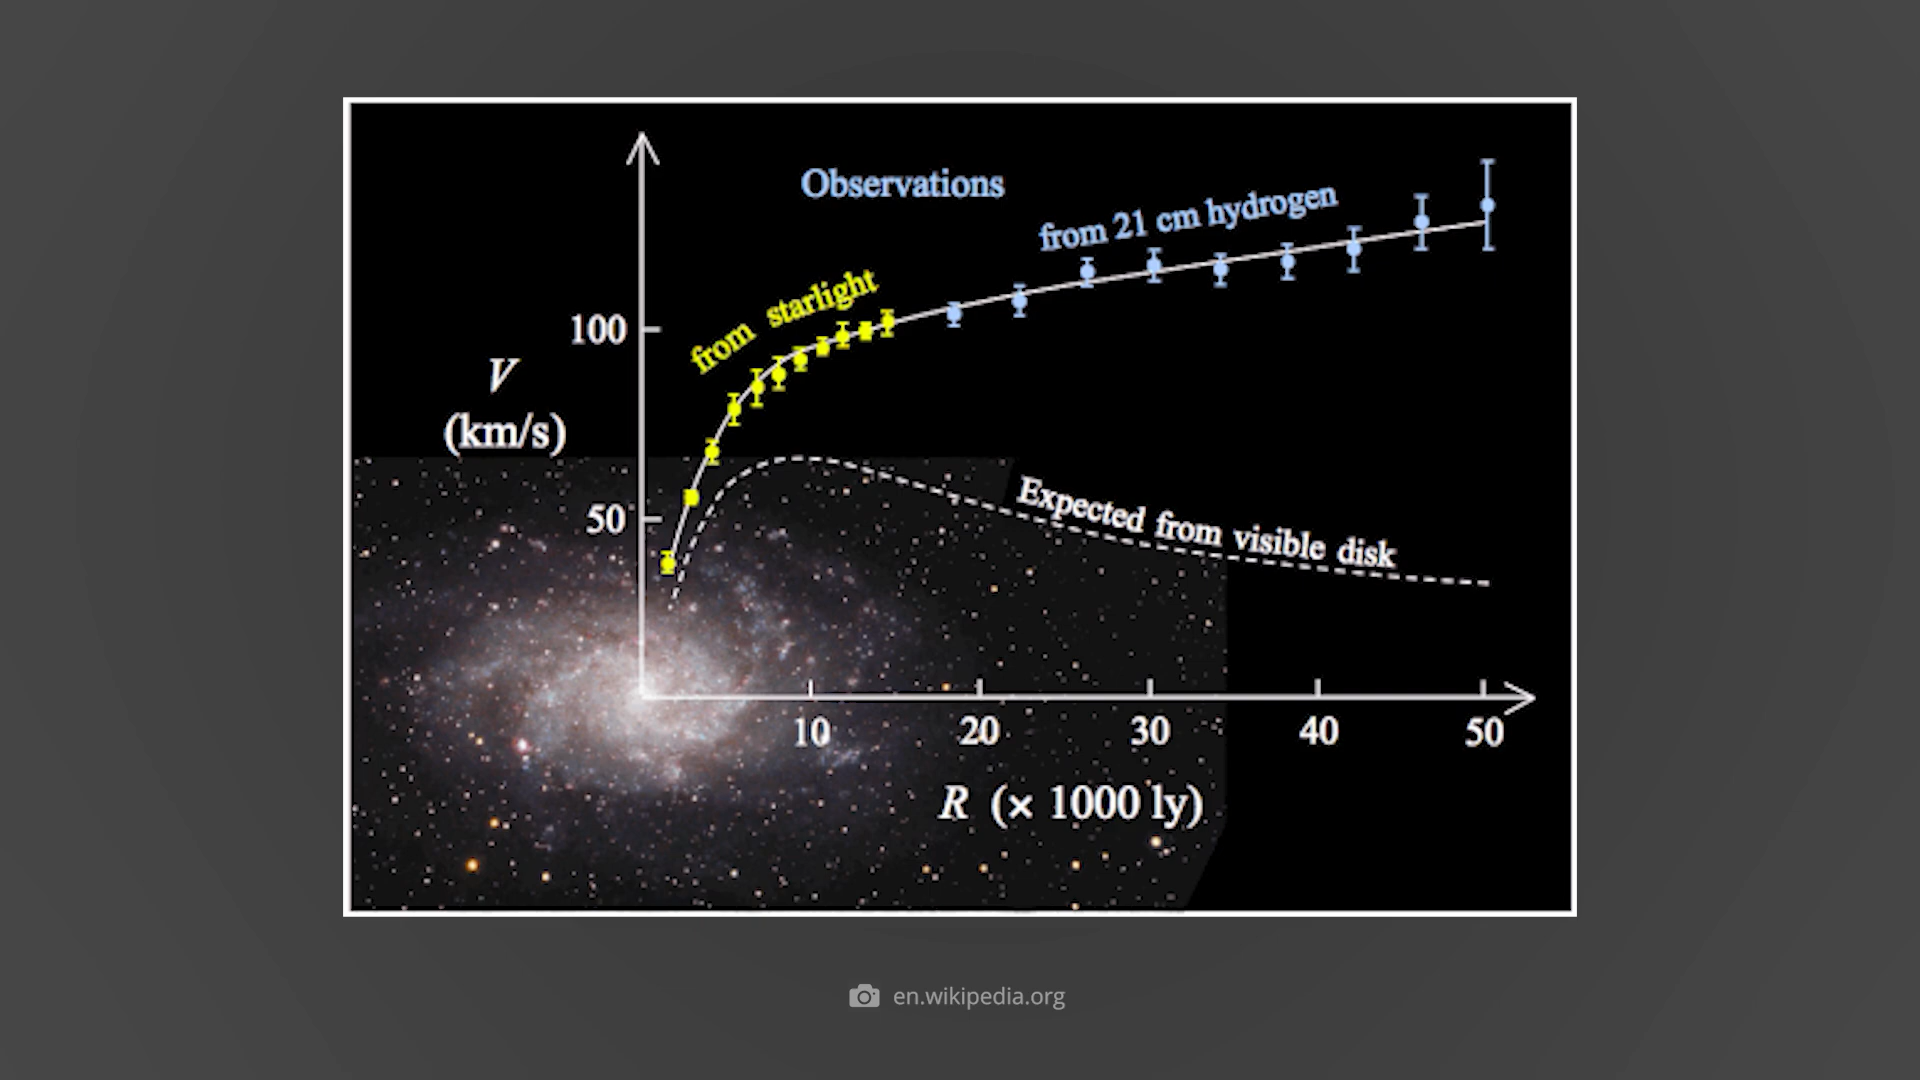 Observations
from 21 cm hydrogen
from starlight
100
V
(km/s)
50
Expected from visible disk
10 20 30 40 50
R (× 1000 ly)
en.wikipedia.org